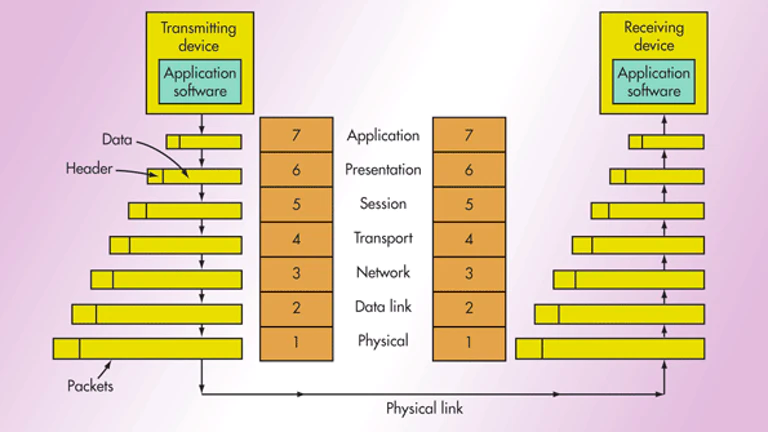 Transmitting
device
Application
software
Receiving
device
Application
software
Data
Header
7 Application 7
6 Presentation 6
5 Session 5
4 Transport 4
3 Network 3
2 Data link 2
1 Physical 1
Packets
Physical link